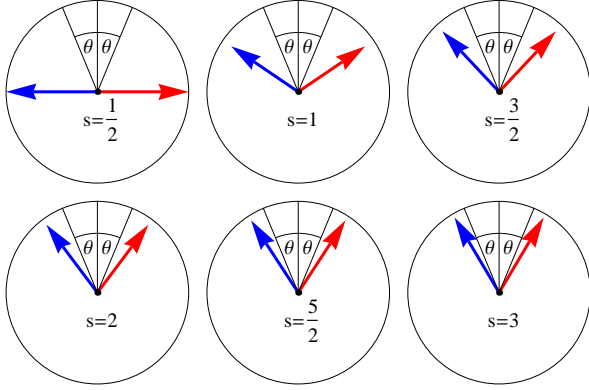 θ θ θ θ θ θ
s=1/2 s=1 s=3/2
θ θ θ θ θ θ
s=2 s=5/2 s=3